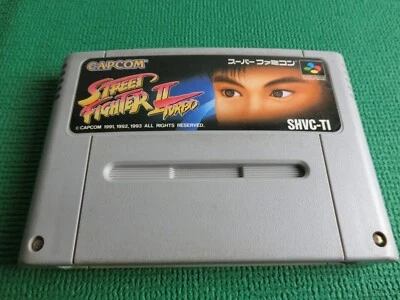 CAPCOM
スーパーファミコン
STREET
FIGHTER II
TURBO
© CAPCOM 1991, 1992, 1993 ALL RIGHTS RESERVED.
SHVC-TI